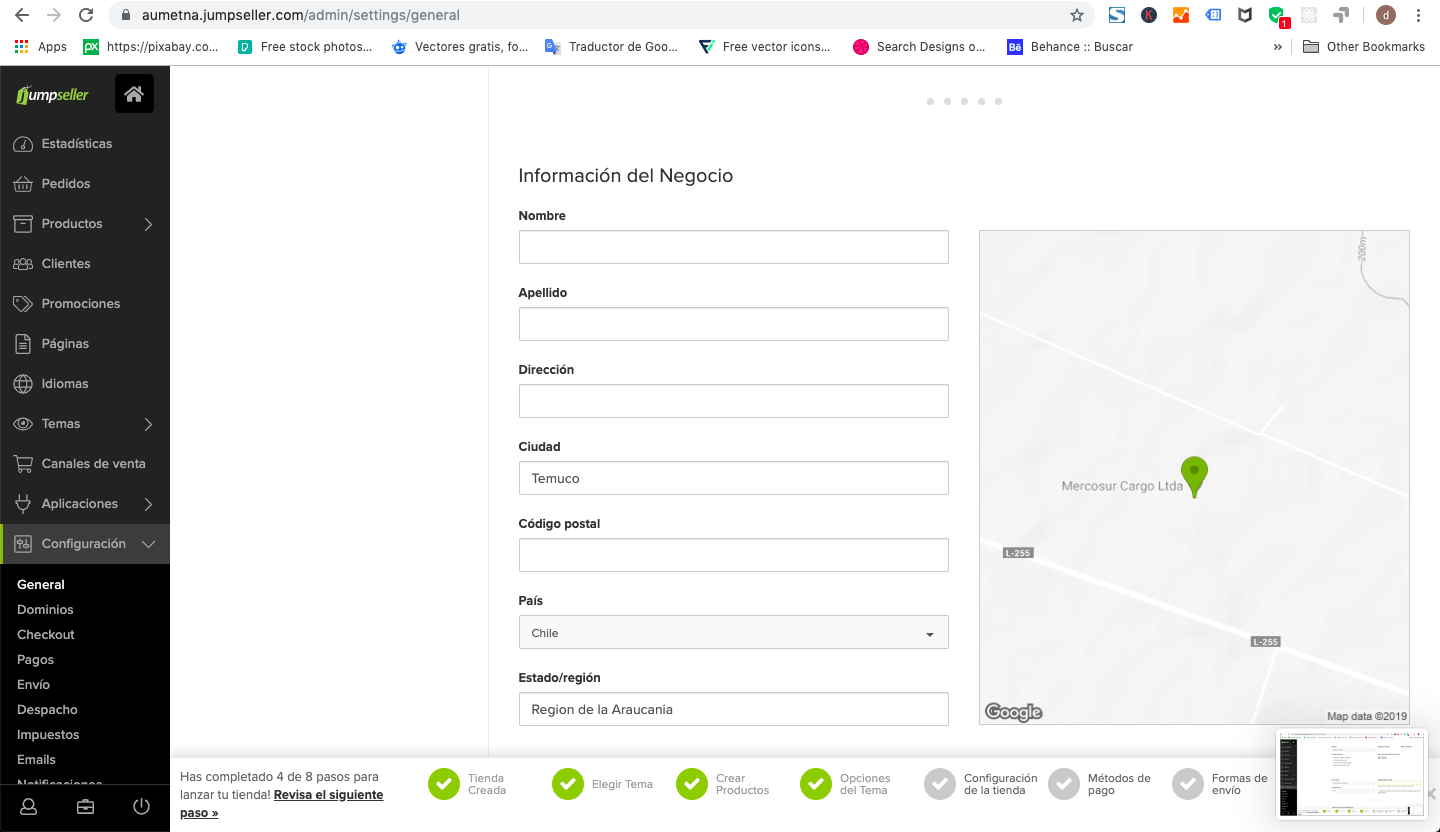 aumetna.jumpseller.com/admin/settings/general
1
d
Apps
https://pixabay.co...
Free stock photos...
Vectores gratis, fo...
Traductor de Goo...
Free vector icons...
Search Designs o...
Behance :: Buscar
»
Other Bookmarks
jumpseller
Estadísticas
Pedidos
Productos
Clientes
Promociones
Páginas
Idiomas
Temas
Canales de venta
Aplicaciones
Configuración
General
Dominios
Checkout
Pagos
Envío
Despacho
Impuestos
Emails
Notificaciones
Información del Negocio
Nombre
Apellido
Dirección
Ciudad
Temuco
Código postal
País
Chile
Estado/región
Region de la Araucania
200m
Mercosur Cargo Ltda
L-255
L-255
Google
Map data ©2019
Has completado 4 de 8 pasos para
lanzar tu tienda! Revisa el siguiente
paso »
Tienda
Creada
Elegir Tema
Crear
Productos
Opciones
del Tema
Configuración
de la tienda
Métodos de
pago
Formas de
envío